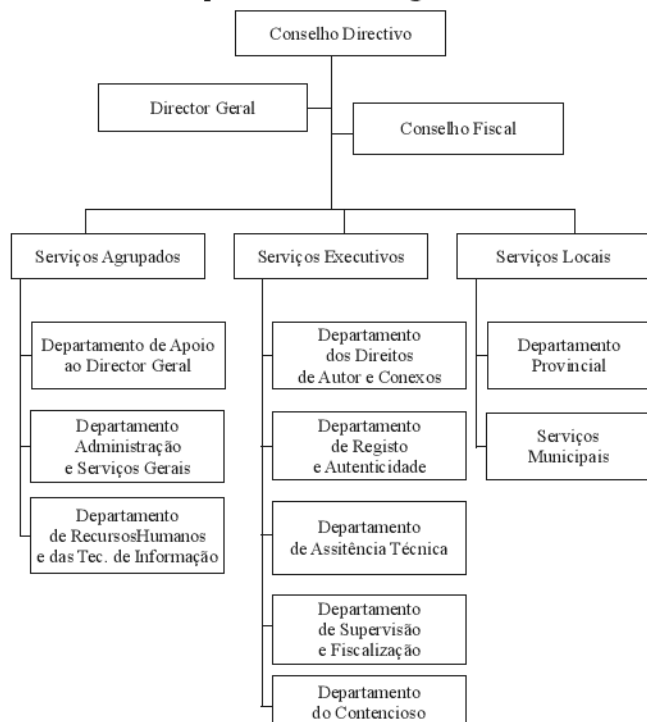 Conselho Directivo
Director Geral
Conselho Fiscal
Serviços Agrupados
Serviços Executivos
Serviços Locais
Departamento de Apoio
ao Director Geral
Departamento
dos Direitos
de Autor e Conexos
Departamento
Provincial
Departamento
Administração
e Serviços Gerais
Departamento
de Registo
e Autenticidade
Serviços
Municipais
Departamento
de RecursosHumanos
e das Tec. de Informação
Departamento
de Assitência Técnica
Departamento
de Supervisão
e Fiscalização
Departamento
do Contencioso